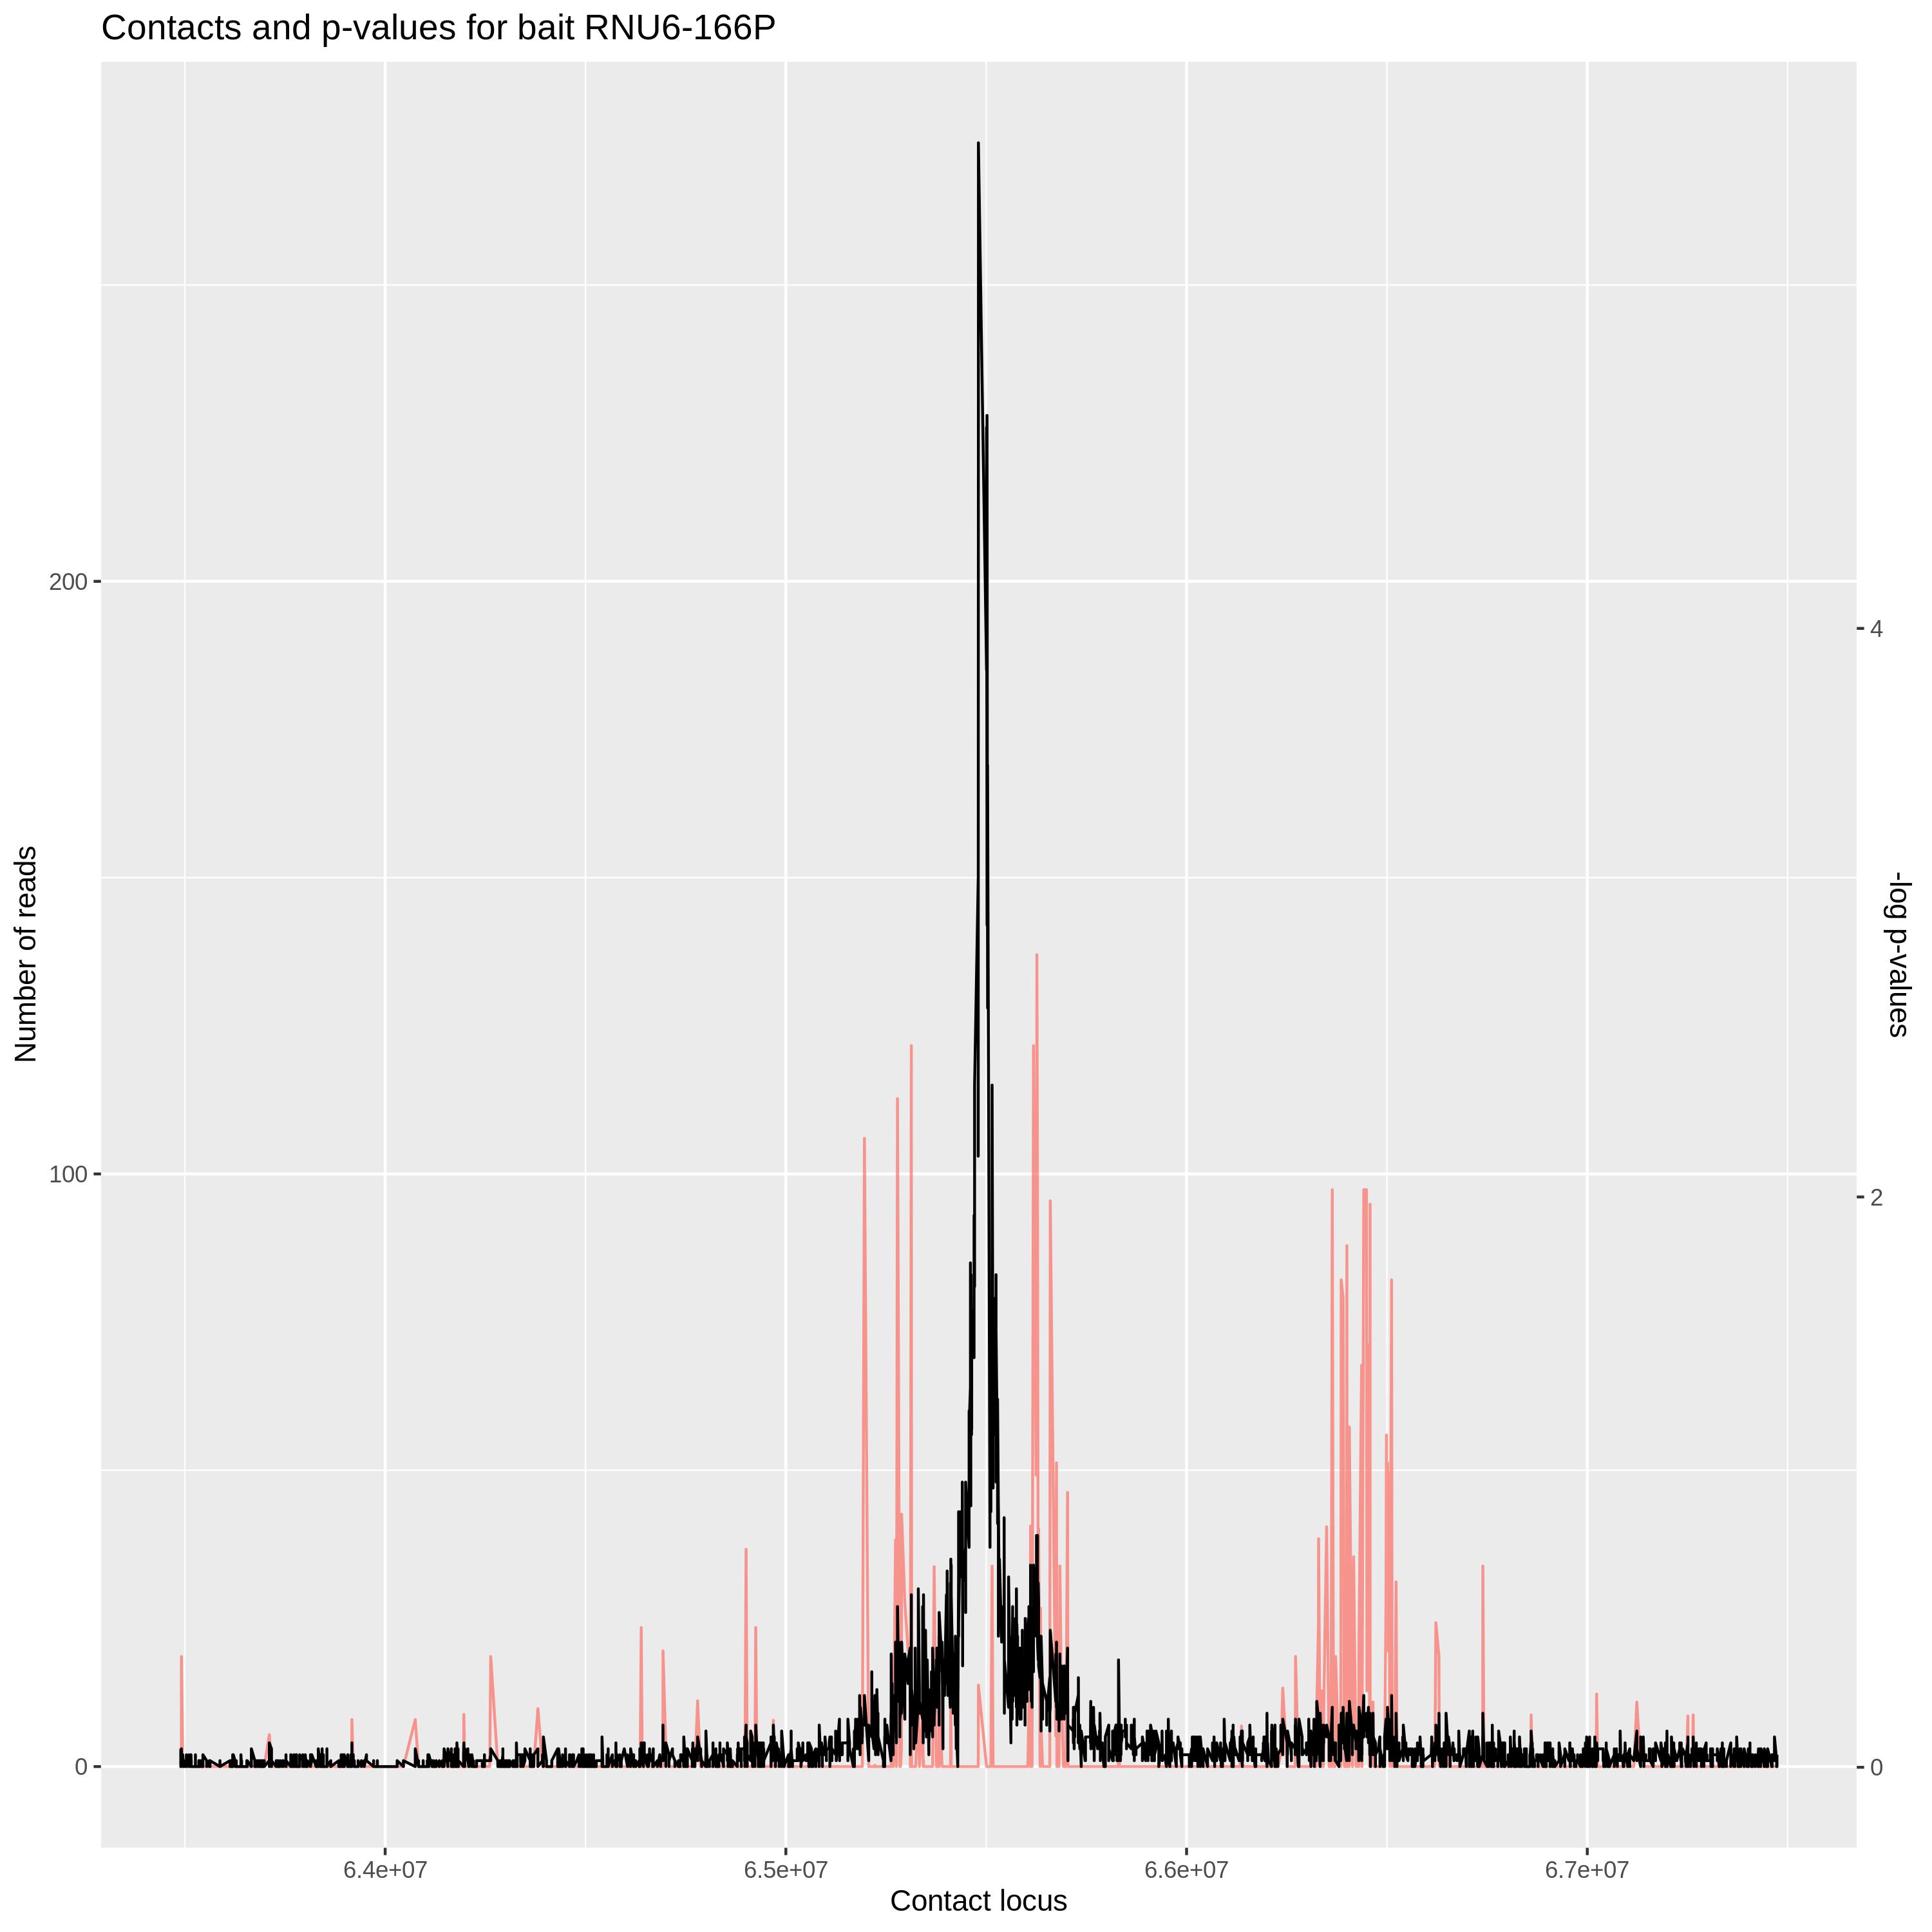 Contacts and p-values for bait RNU6-166P
Number of reads
200
100
0
4
2
0
-log p-values
6.4e+07
6.5e+07
6.6e+07
6.7e+07
Contact locus